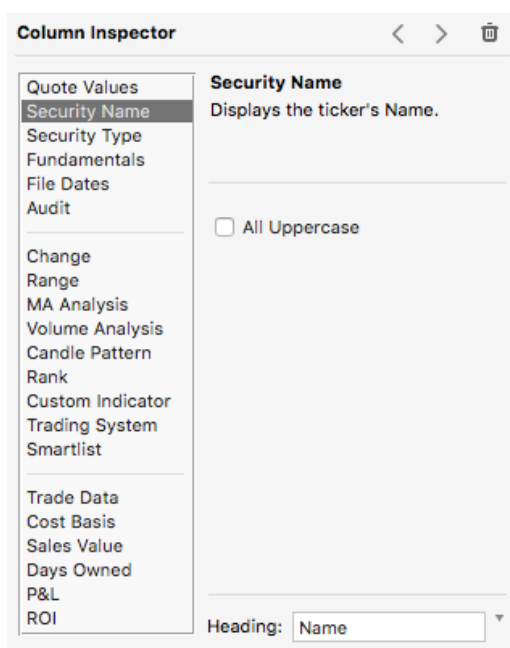 Column Inspector
Quote Values
Security Name
Security Type
Fundamentals
File Dates
Audit
Change
Range
MA Analysis
Volume Analysis
Candle Pattern
Rank
Custom Indicator
Trading System
Smartlist
Trade Data
Cost Basis
Sales Value
Days Owned
P&L
ROI
Security Name
Displays the ticker's Name.
All Uppercase
Heading: Name